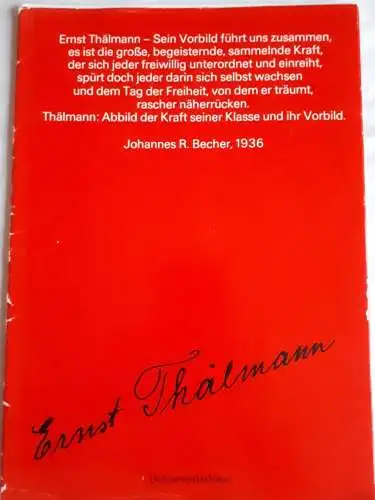 Ernst Thälmann – Sein Vorbild führt uns zusammen,
es ist die große, begeisternde, sammelnde Kraft,
der sich jeder freiwillig unterordnet und einreiht,
spürt doch jeder darin sich selbst wachsen
und dem Tag der Freiheit, von dem er träumt,
rascher näherrücken.
Thälmann: Abbild der Kraft seiner Klasse und ihr Vorbild.
Johannes R. Becher, 1936
Ernst Thälmann